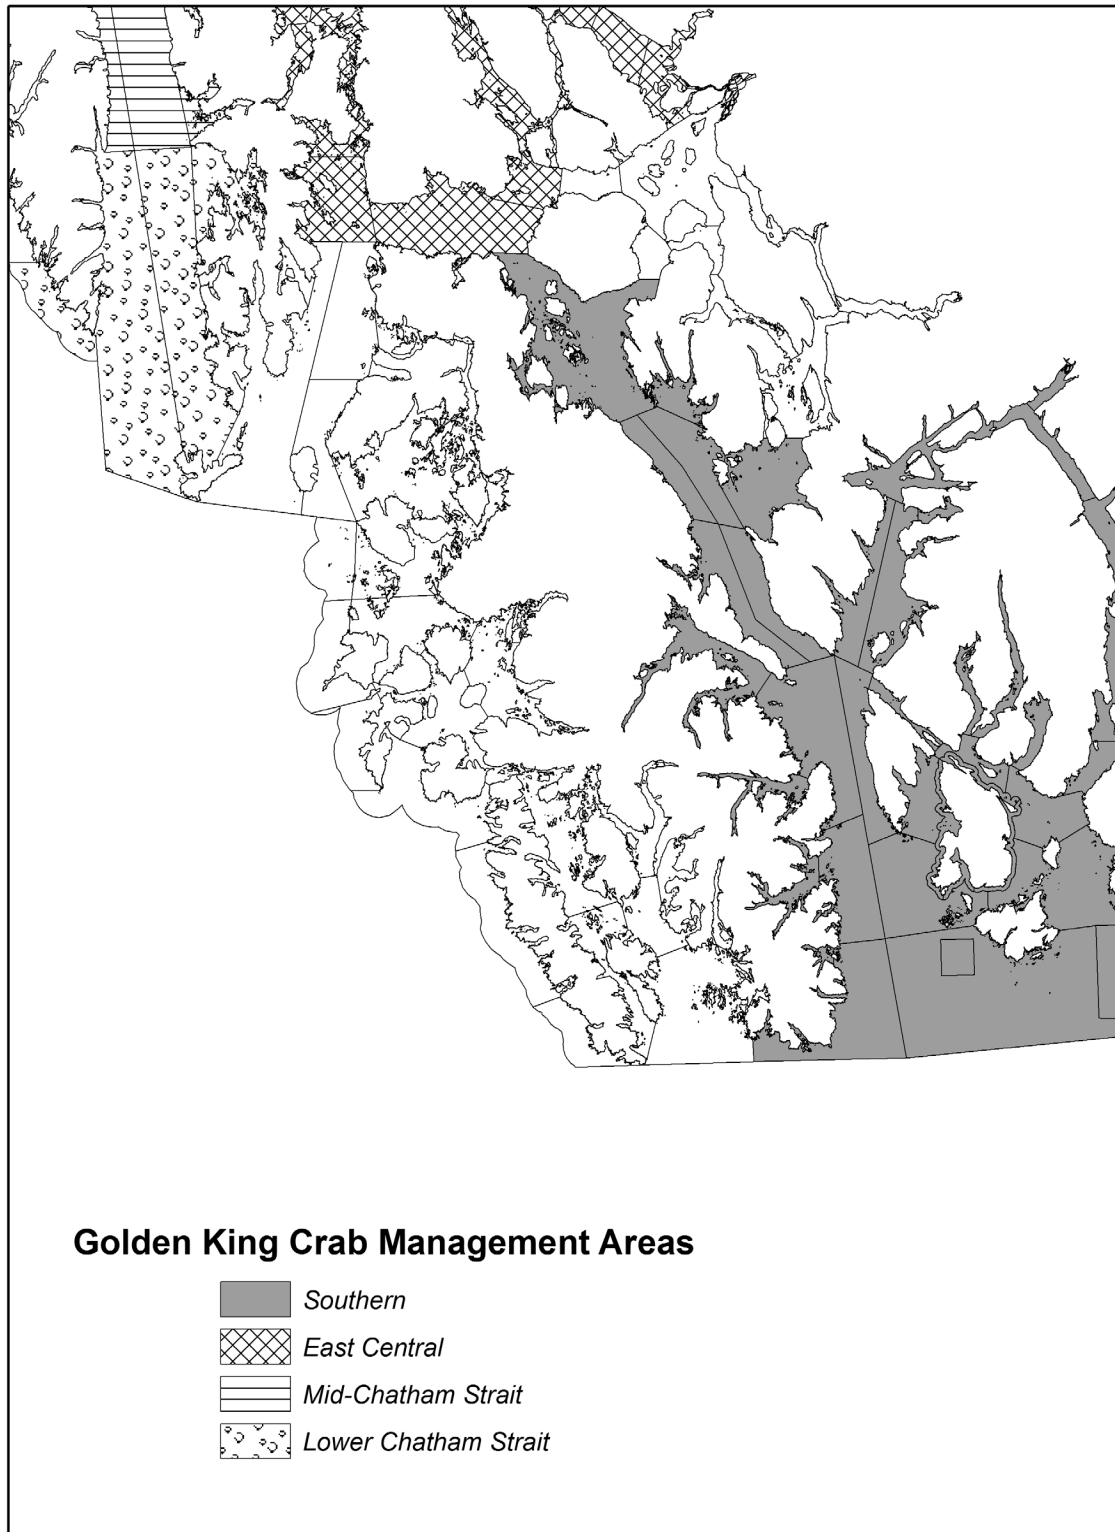 Golden King Crab Management Areas
Southern
East Central
Mid-Chatham Strait
Lower Chatham Strait